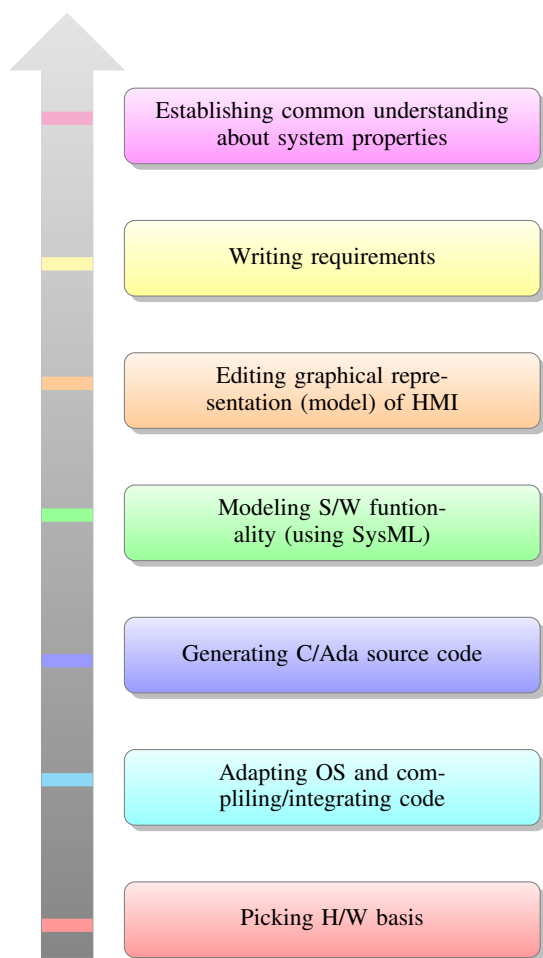 Establishing common understanding
about system properties
Writing requirements
Editing graphical repre-
sentation (model) of HMI
Modeling S/W funtion-
ality (using SysML)
Generating C/Ada source code
Adapting OS and com-
pliling/integrating code
Picking H/W basis